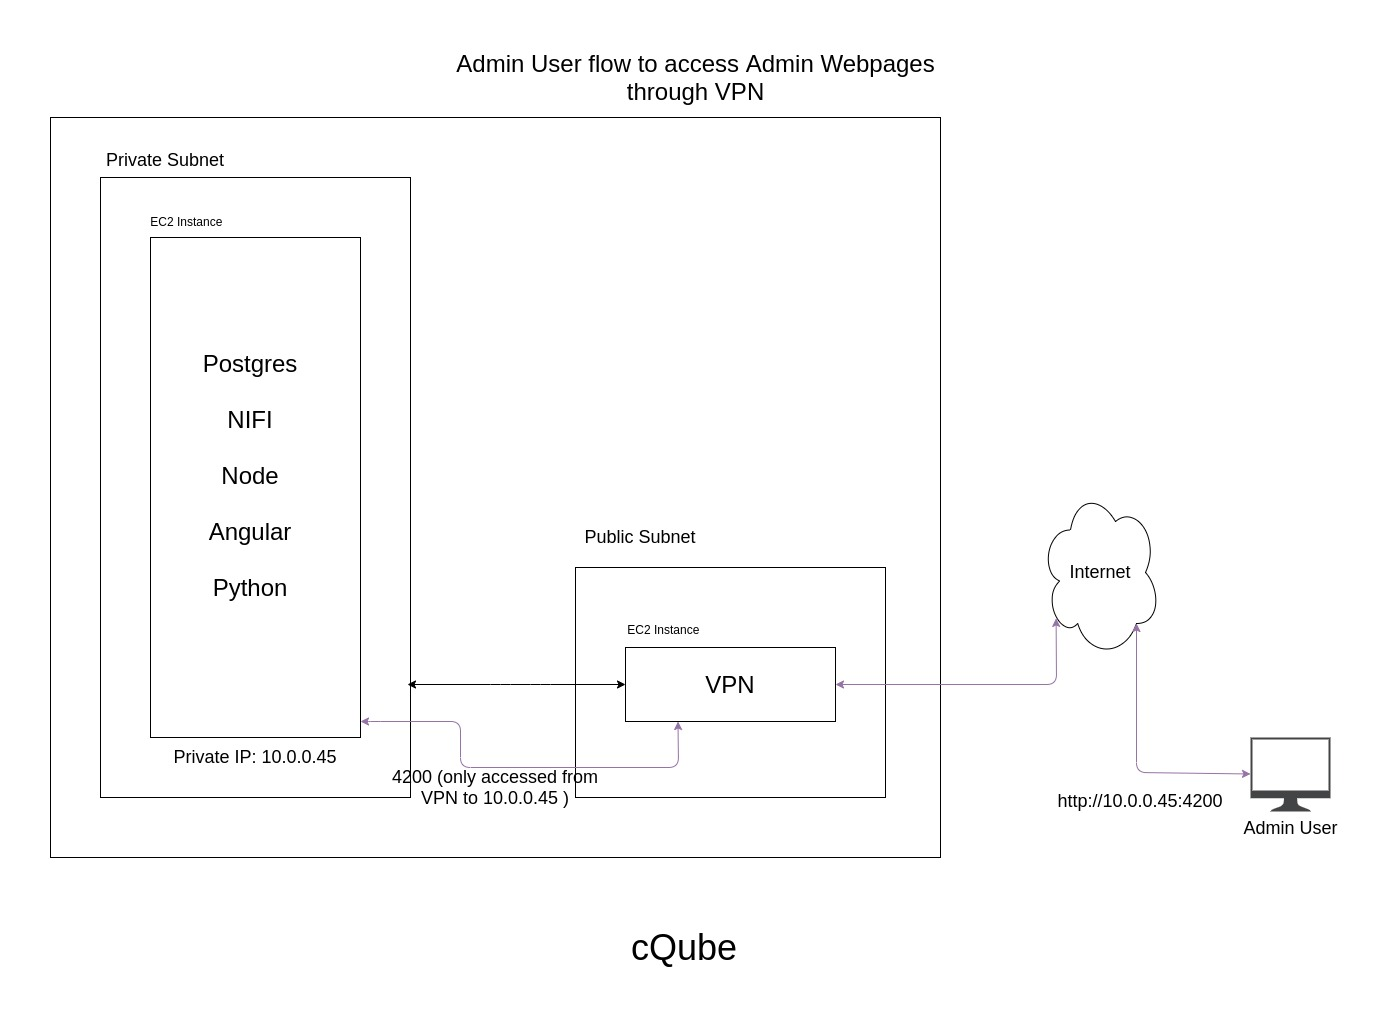 Admin User flow to access Admin Webpages
through VPN
Private Subnet
EC2 Instance
Postgres
NIFI
Node
Angular
Python
Private IP: 10.0.0.45
Public Subnet
EC2 Instance
VPN
4200 (only accessed from
VPN to 10.0.0.45 )
Internet
http://10.0.0.45:4200
Admin User
cQube